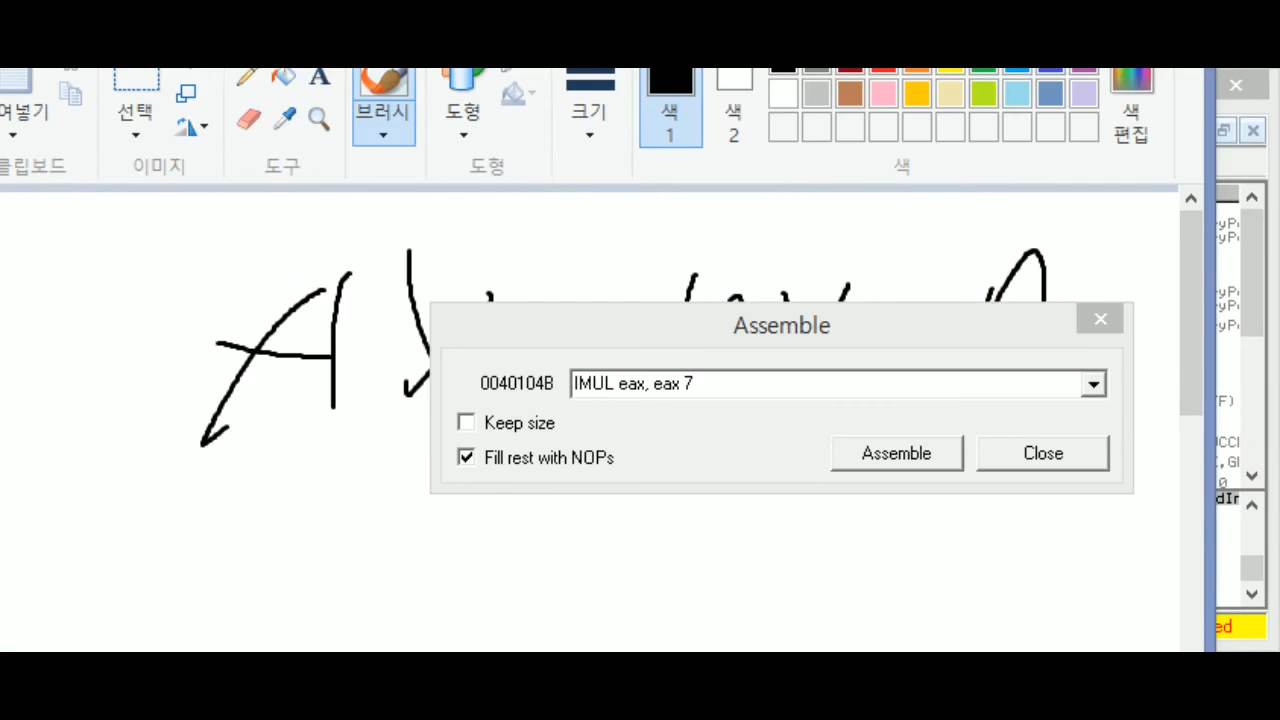 여넣기
선택
브러시
도형
크기
색
1
색
2
색
편집
클립보드
이미지
도구
도형
색
A
Assemble
0040104B
IMUL eax, eax 7
Keep size
Fill rest with NOPs
Assemble
Close